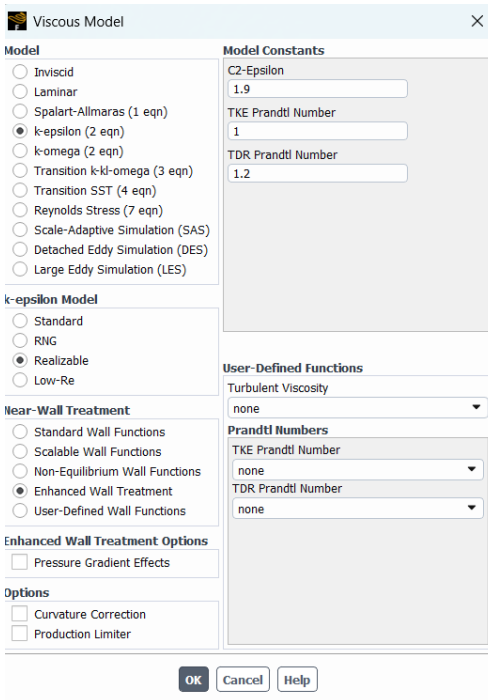 Viscous Model
Model
Inviscid
Laminar
Spalart-Allmaras (1 eqn)
k-epsilon (2 eqn)
k-omega (2 eqn)
Transition k-kl-omega (3 eqn)
Transition SST (4 eqn)
Reynolds Stress (7 eqn)
Scale-Adaptive Simulation (SAS)
Detached Eddy Simulation (DES)
Large Eddy Simulation (LES)
k-epsilon Model
Standard
RNG
Realizable
Low-Re
Near-Wall Treatment
Standard Wall Functions
Scalable Wall Functions
Non-Equilibrium Wall Functions
Enhanced Wall Treatment
User-Defined Wall Functions
Enhanced Wall Treatment Options
Pressure Gradient Effects
Options
Curvature Correction
Production Limiter
Model Constants
C2-Epsilon
1.9
TKE Prandtl Number
1
TDR Prandtl Number
1.2
User-Defined Functions
Turbulent Viscosity
none
Prandtl Numbers
TKE Prandtl Number
none
TDR Prandtl Number
none
OK Cancel Help